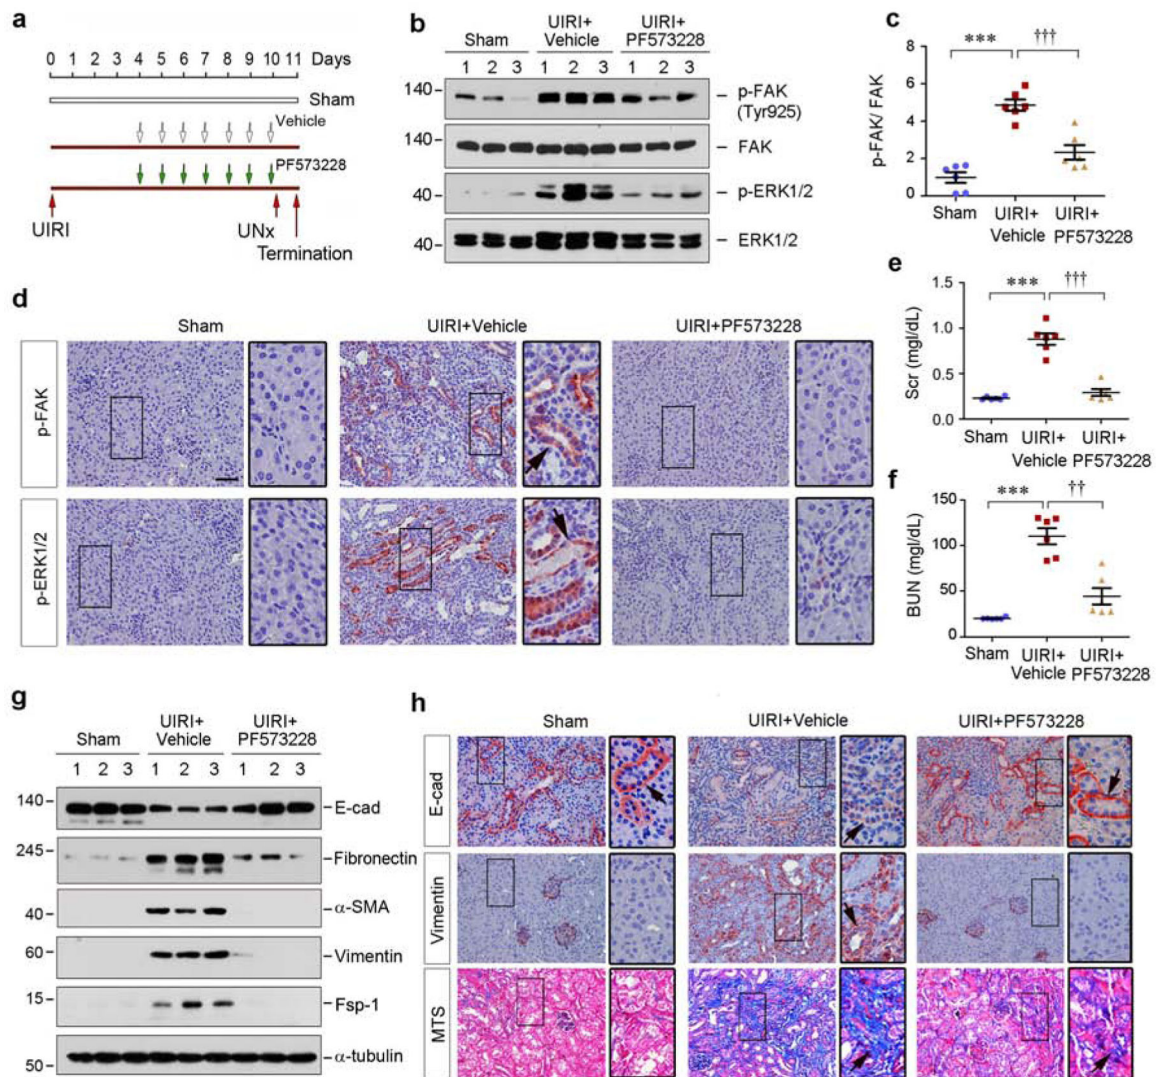 a
0 1 2 3 4 5 6 7 8 9 10 11 Days
Sham
Vehicle
PF573228
UIRI
UNx
Termination
b
Sham
UIRI+
Vehicle
UIRI+
PF573228
1 2 3 1 2 3 1 2 3
140
p-FAK
(Tyr925)
140
FAK
40
p-ERK1/2
40
ERK1/2
c
p-FAK/ FAK
8
6
4
2
0
*** †††
Sham
UIRI+
Vehicle
UIRI+
PF573228
d
Sham
UIRI+Vehicle
UIRI+PF573228
p-FAK
p-ERK1/2
e
Scr (mgl/dL)
1.5
1.0
0.5
0.0
*** †††
Sham
UIRI+
Vehicle
UIRI+
PF573228
f
BUN (mgl/dL)
150
100
50
0
*** ††
Sham
UIRI+
Vehicle
UIRI+
PF573228
g
Sham
UIRI+
Vehicle
UIRI+
PF573228
1 2 3 1 2 3 1 2 3
140
E-cad
245
Fibronectin
40
α-SMA
60
Vimentin
15
Fsp-1
50
α-tubulin
h
Sham
UIRI+Vehicle
UIRI+PF573228
E-cad
Vimentin
MTS